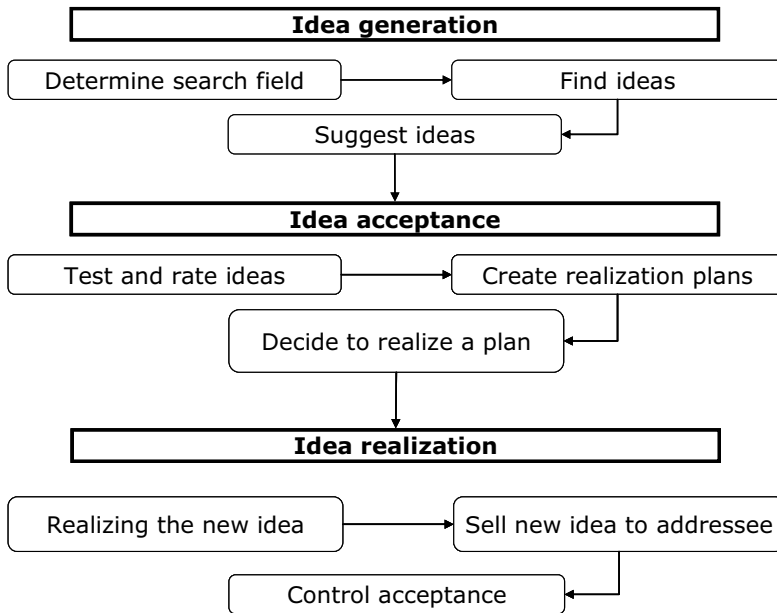 Idea generation
Determine search field
Find ideas
Suggest ideas
Idea acceptance
Test and rate ideas
Create realization plans
Decide to realize a plan
Idea realization
Realizing the new idea
Sell new idea to addressee
Control acceptance